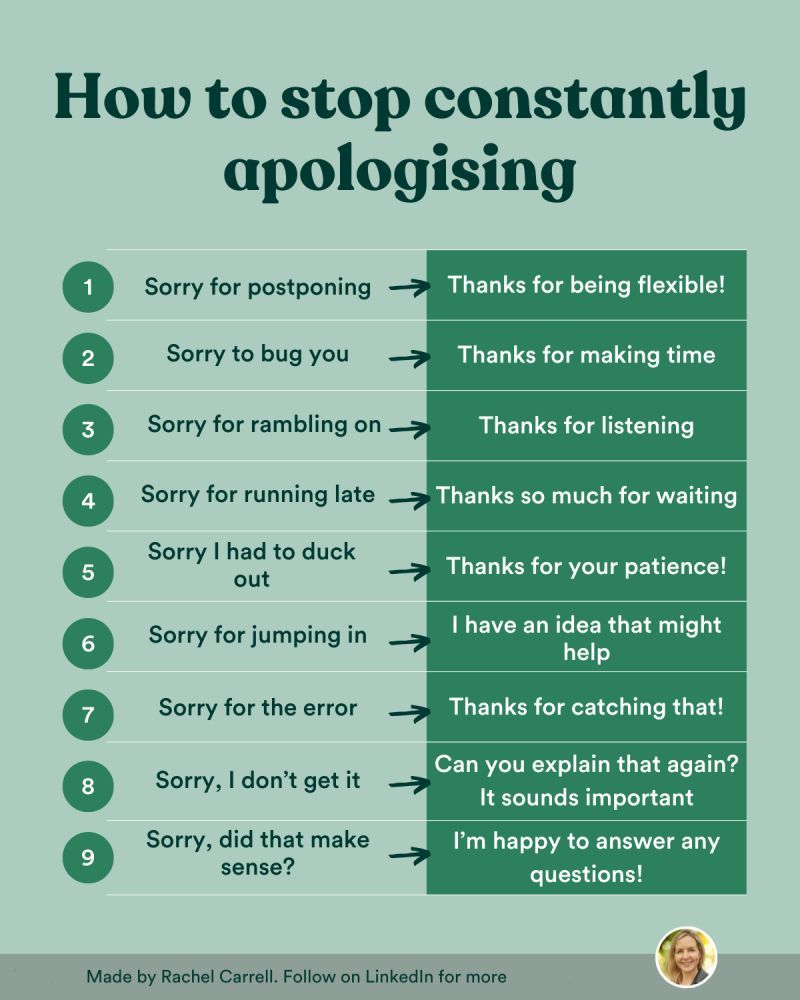 How to stop constantly
apologising
1
Sorry for postponing
Thanks for being flexible!
2
Sorry to bug you
Thanks for making time
3
Sorry for rambling on
Thanks for listening
4
Sorry for running late
Thanks so much for waiting
5
Sorry I had to duck
out
Thanks for your patience!
6
Sorry for jumping in
I have an idea that might
help
7
Sorry for the error
Thanks for catching that!
8
Sorry, I don’t get it
Can you explain that again?
It sounds important
9
Sorry, did that make
sense?
I’m happy to answer any
questions!
Made by Rachel Carrell. Follow on LinkedIn for more